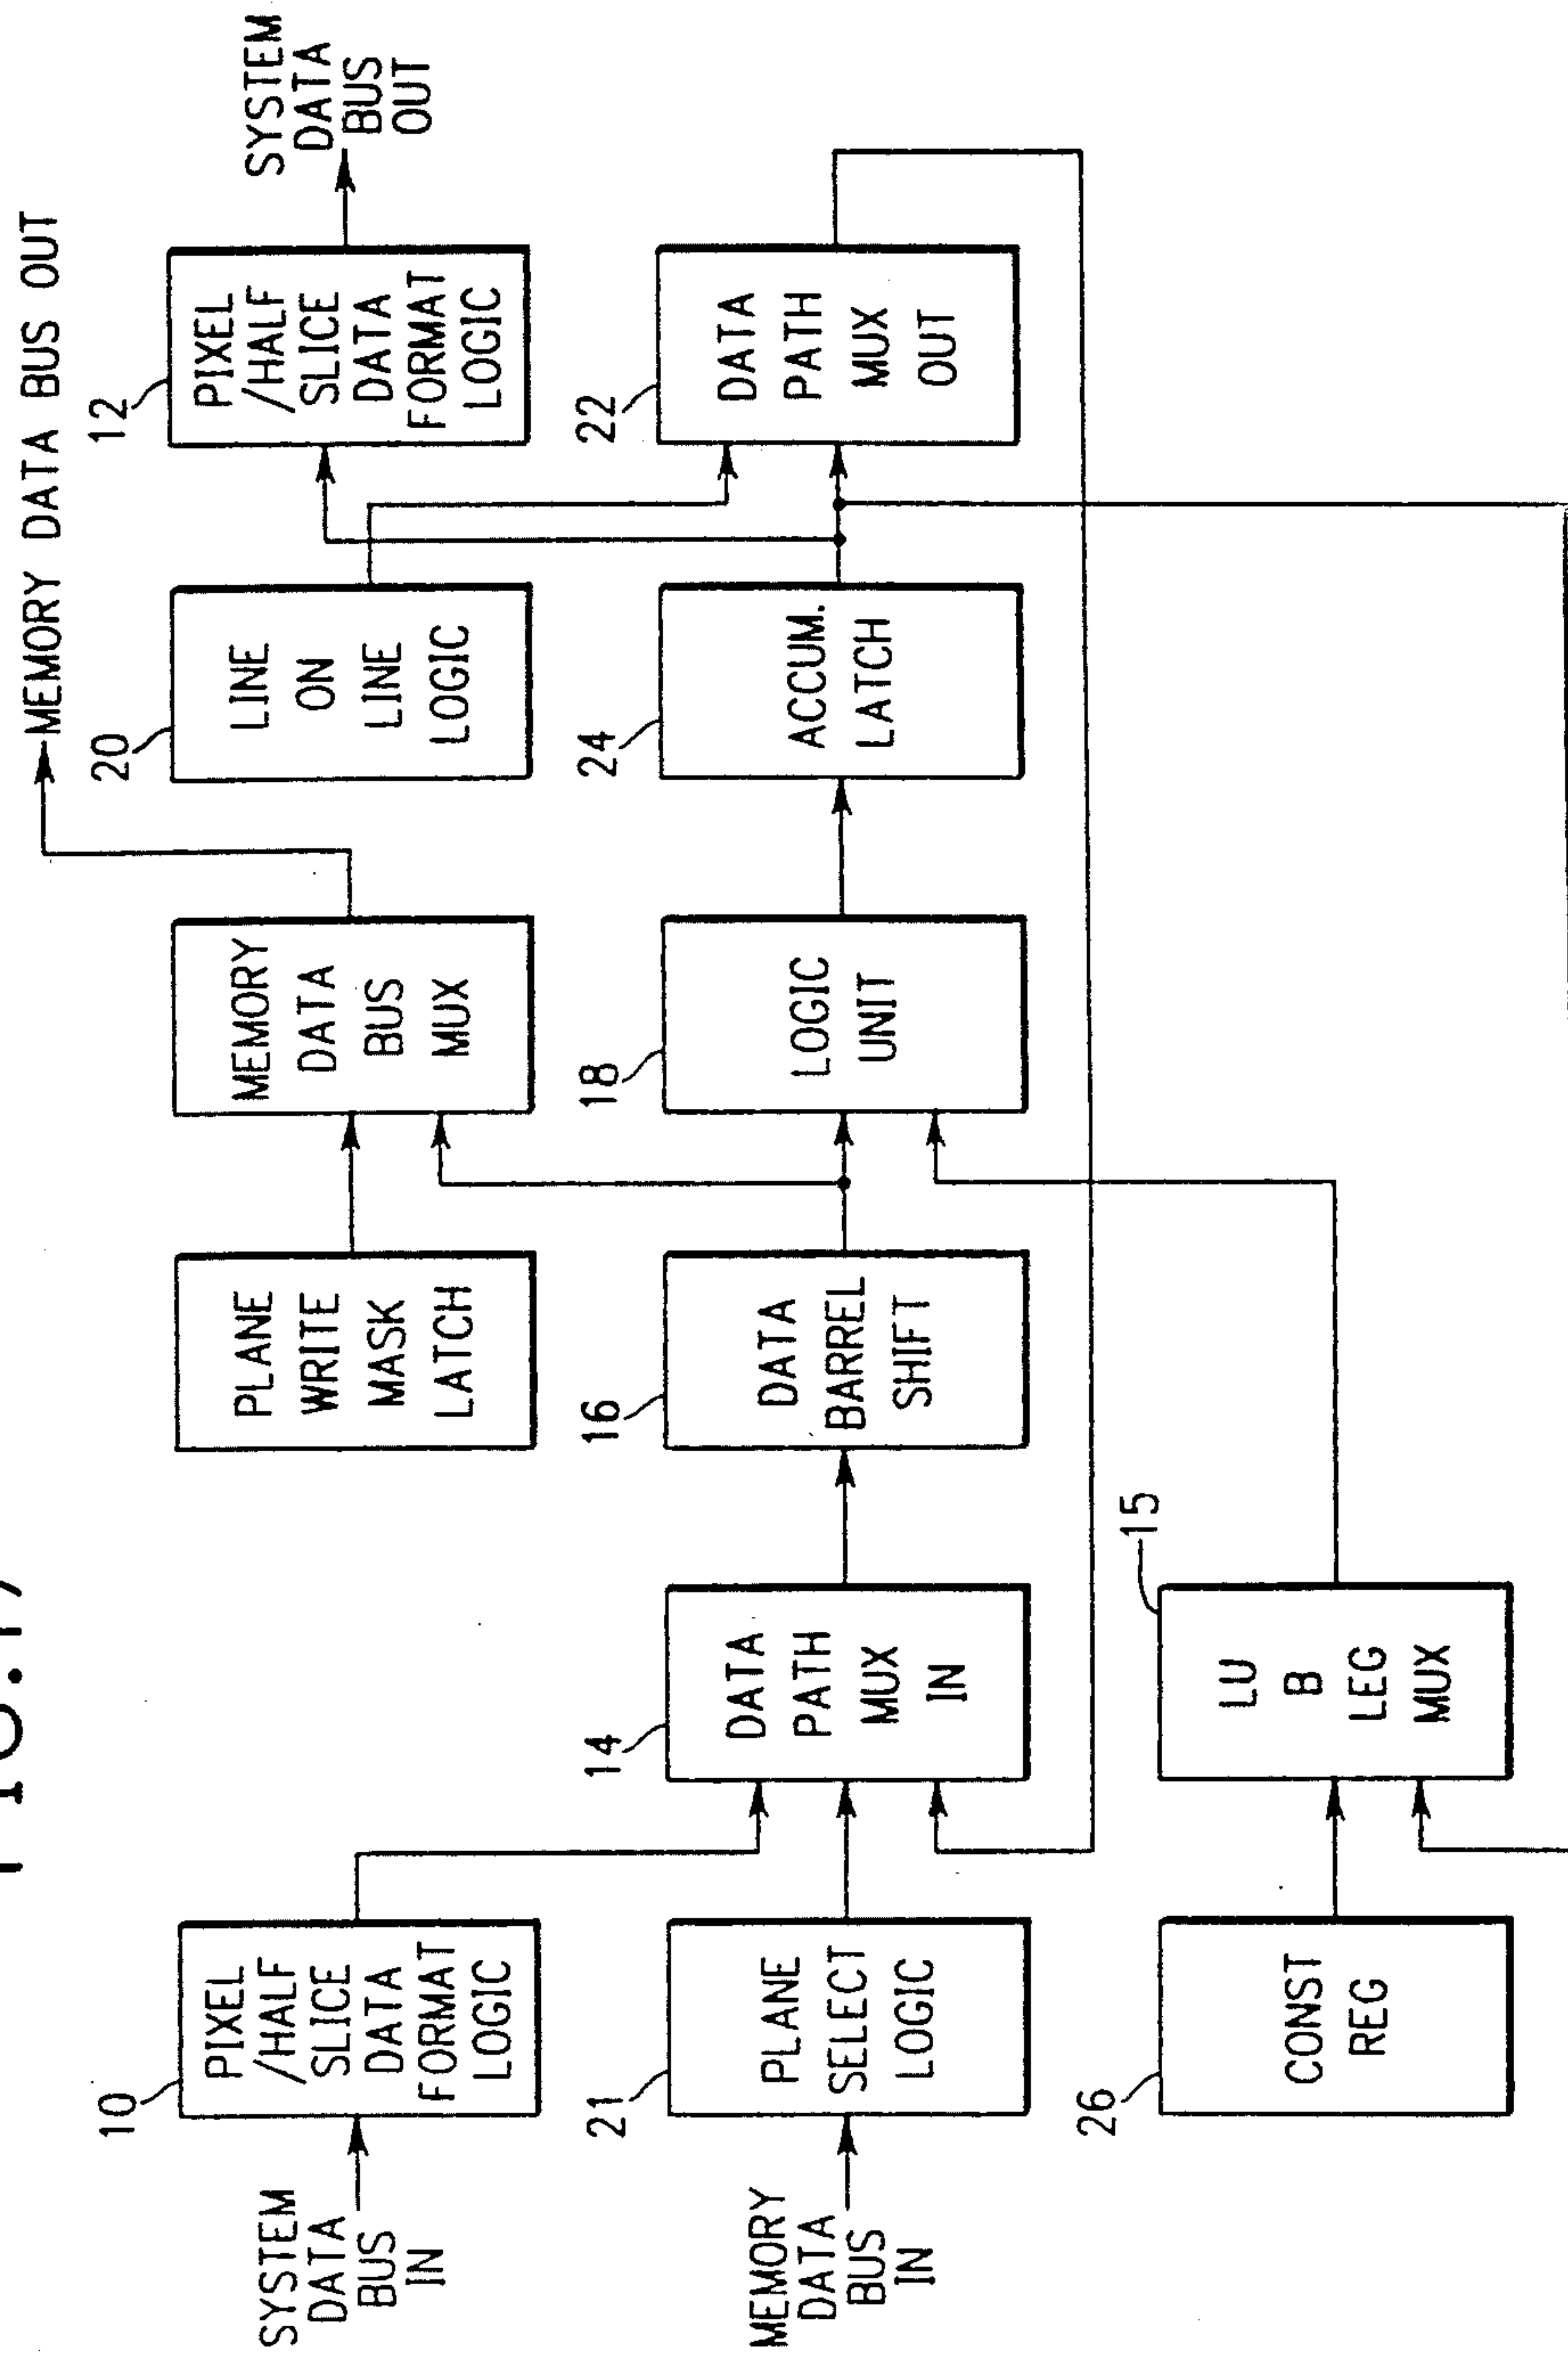 MEMORY DATA BUS OUT
12
PIXEL
/HALF
SLICE
DATA
FORMAT
LOGIC
SYSTEM
DATA
BUS
OUT
20
LINE
ON
LINE
LOGIC
MEMORY
DATA
BUS
MUX
PLANE
WRITE
MASK
LATCH
10
PIXEL
/HALF
SLICE
DATA
FORMAT
LOGIC
SYSTEM
DATA
BUS
IN
22
DATA
PATH
MUX
OUT
24
ACCUM.
LATCH
18
LOGIC
UNIT
16
DATA
BARREL
SHIFT
14
DATA
PATH
MUX
IN
21
PLANE
SELECT
LOGIC
MEMORY
DATA
BUS
IN
15
LU
B
LEG
MUX
26
CONST
REG